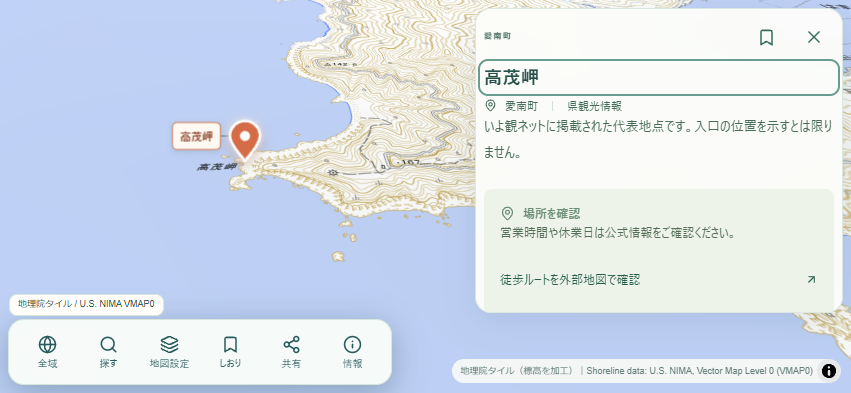 142
高茂岬
高茂岬
167
愛南町
高茂岬
愛南町 | 県観光情報
いよ観ネットに掲載された代表地点です。入口の位置を示すとは限り
ません。
場所を確認
営業時間や休業日は公式情報をご確認ください。
徒歩ルートを外部地図で確認
地理院タイル / U.S. NIMA VMAP0
全域
探す
地図設定
しおり
共有
情報
地理院タイル（標高を加工） | Shoreline data: U.S. NIMA, Vector Map Level 0 (VMAP0)